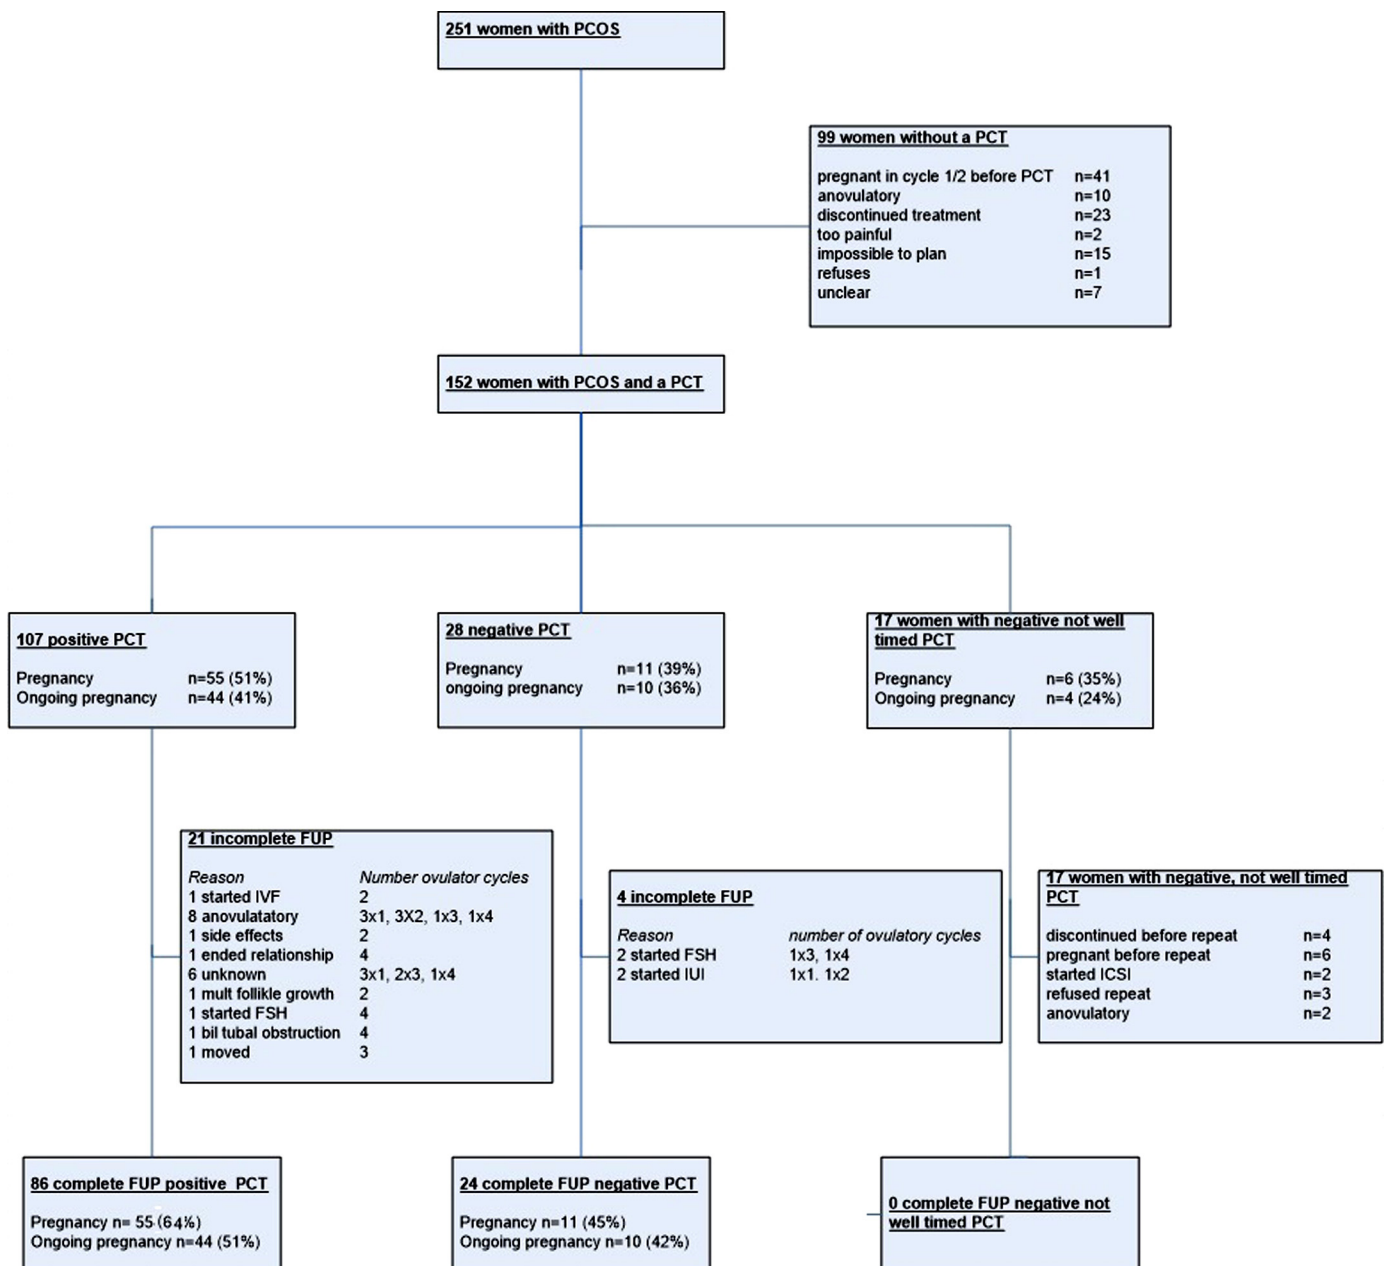 251 women with PCOS
99 women without a PCT
pregnant in cycle 1/2 before PCT n=41
anovulatory n=10
discontinued treatment n=23
too painful n=2
impossible to plan n=15
refuses n=1
unclear n=7
152 women with PCOS and a PCT
107 positive PCT
Pregnancy n=55 (51%)
Ongoing pregnancy n=44 (41%)
28 negative PCT
Pregnancy n=11 (39%)
ongoing pregnancy n=10 (36%)
17 women with negative not well
timed PCT
Pregnancy n=6 (35%)
Ongoing pregnancy n=4 (24%)
21 incomplete FUP
Reason Number ovulator cycles
1 started IVF 2
8 anovulatatory 3x1, 3X2, 1x3, 1x4
1 side effects 2
1 ended relationship 4
6 unknown 3x1, 2x3, 1x4
1 mult follikle growth 2
1 started FSH 4
1 bil tubal obstruction 4
1 moved 3
4 incomplete FUP
Reason number of ovulatory cycles
2 started FSH 1x3, 1x4
2 started IUI 1x1. 1x2
17 women with negative, not well timed
PCT
discontinued before repeat n=4
pregnant before repeat n=6
started ICSI n=2
refused repeat n=3
anovulatory n=2
86 complete FUP positive PCT
Pregnancy n= 55 (64%)
Ongoing pregnancy n=44 (51%)
24 complete FUP negative PCT
Pregnancy n=11 (45%)
Ongoing pregnancy n=10 (42%)
0 complete FUP negative not
well timed PCT